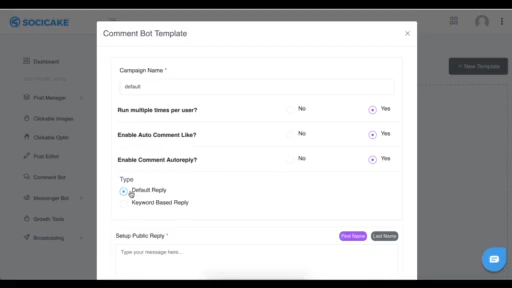 SOCICAKE
Comment Bot Template
×
+ New Template
Dashboard
Post Manager
Clickable Images
Clickable Optin
Post Editor
Comment Bot
Messenger Bot
Growth Tools
Broadcasting
Campaign Name *
default
Run multiple times per user? No Yes
Enable Auto Comment Like? No Yes
Enable Comment Autoreply? No Yes
Type
Default Reply
Keyword Based Reply
Setup Public Reply * First Name Last Name
Type your message here...